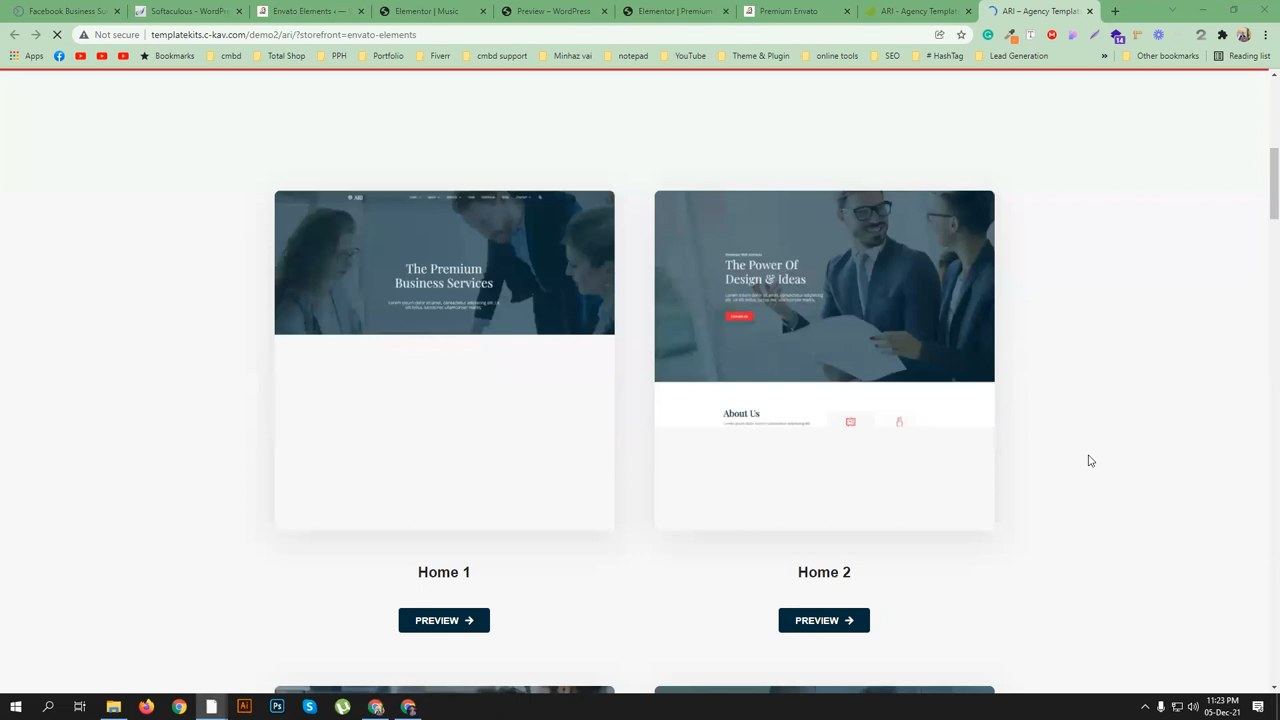 Facebook Business Su
Softaculous - WordPre
Envato Elements ‹ —
Elementor | Music
Preview – WordPress
Elementor | Premium
Premium Envato
ARI - Agency Template
ARI – Agency Templat
Not secure | templatekits.c-kav.com/demo2/ari/?storefront=envato-elements
Apps
Bookmarks
cmbd
Total Shop
PPH
Portfolio
Fiverr
cmbd support
Minhaz vai
notepad
YouTube
Theme & Plugin
online tools
SEO
# HashTag
Lead Generation
»
Other bookmarks
Reading list
ARI
The Premium
Business Services
The Power Of
Design & Ideas
About Us
Home 1
Home 2
PREVIEW →
PREVIEW →
11:23 PM
05-Dec-21